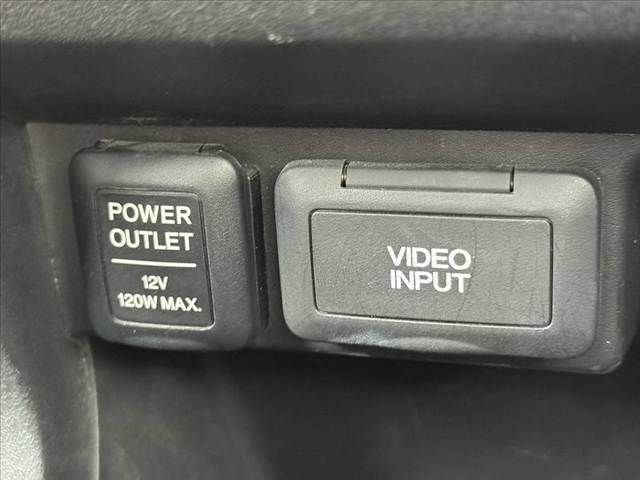 POWER
OUTLET
12V
120W MAX.
VIDEO
INPUT